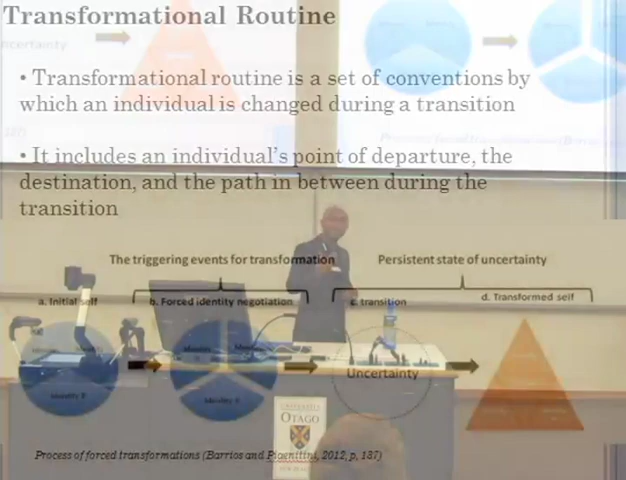 Transformational Routine
• Transformational routine is a set of conventions by
which an individual is changed during a transition
• It includes an individual's point of departure, the
destination, and the path in between during the
transition
The triggering events for transformation
Persistent state of uncertainty
a. Initial self
b. Forced identity negotiation
c. transition
d. Transformed self
Uncertainty
UNIVERSITY
OTAGO
Process of forced transformations (Barrios and Piacentini, 2012, p, 187)